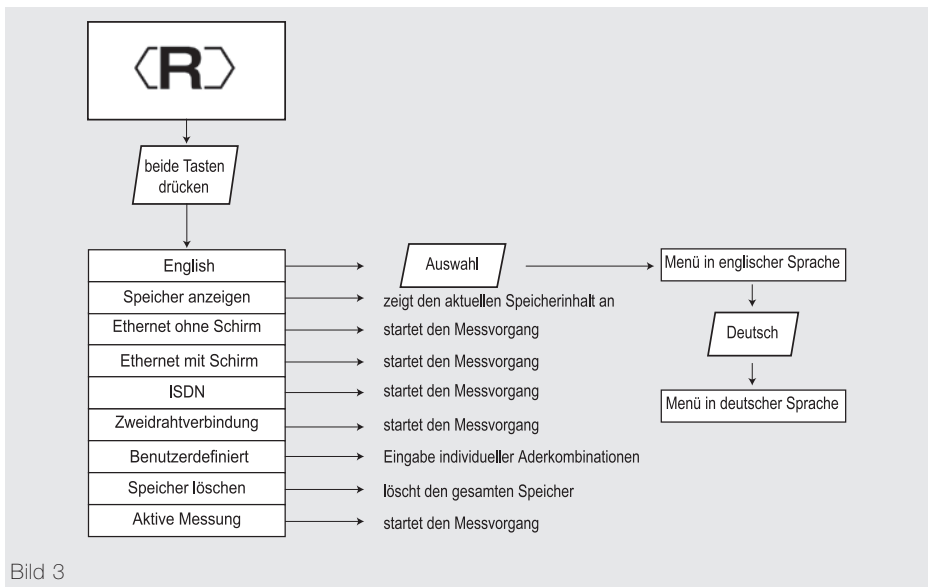 R
beide Tasten
drücken
English
Auswahl
Menü in englischer Sprache
Speicher anzeigen
zeigt den aktuellen Speicherinhalt an
Ethernet ohne Schirm
startet den Messvorgang
Deutsch
Ethernet mit Schirm
startet den Messvorgang
ISDN
startet den Messvorgang
Menü in deutscher Sprache
Zweidrahtverbindung
startet den Messvorgang
Benutzerdefiniert
Eingabe individueller Aderkombinationen
Speicher löschen
löscht den gesamten Speicher
Aktive Messung
startet den Messvorgang
Bild 3